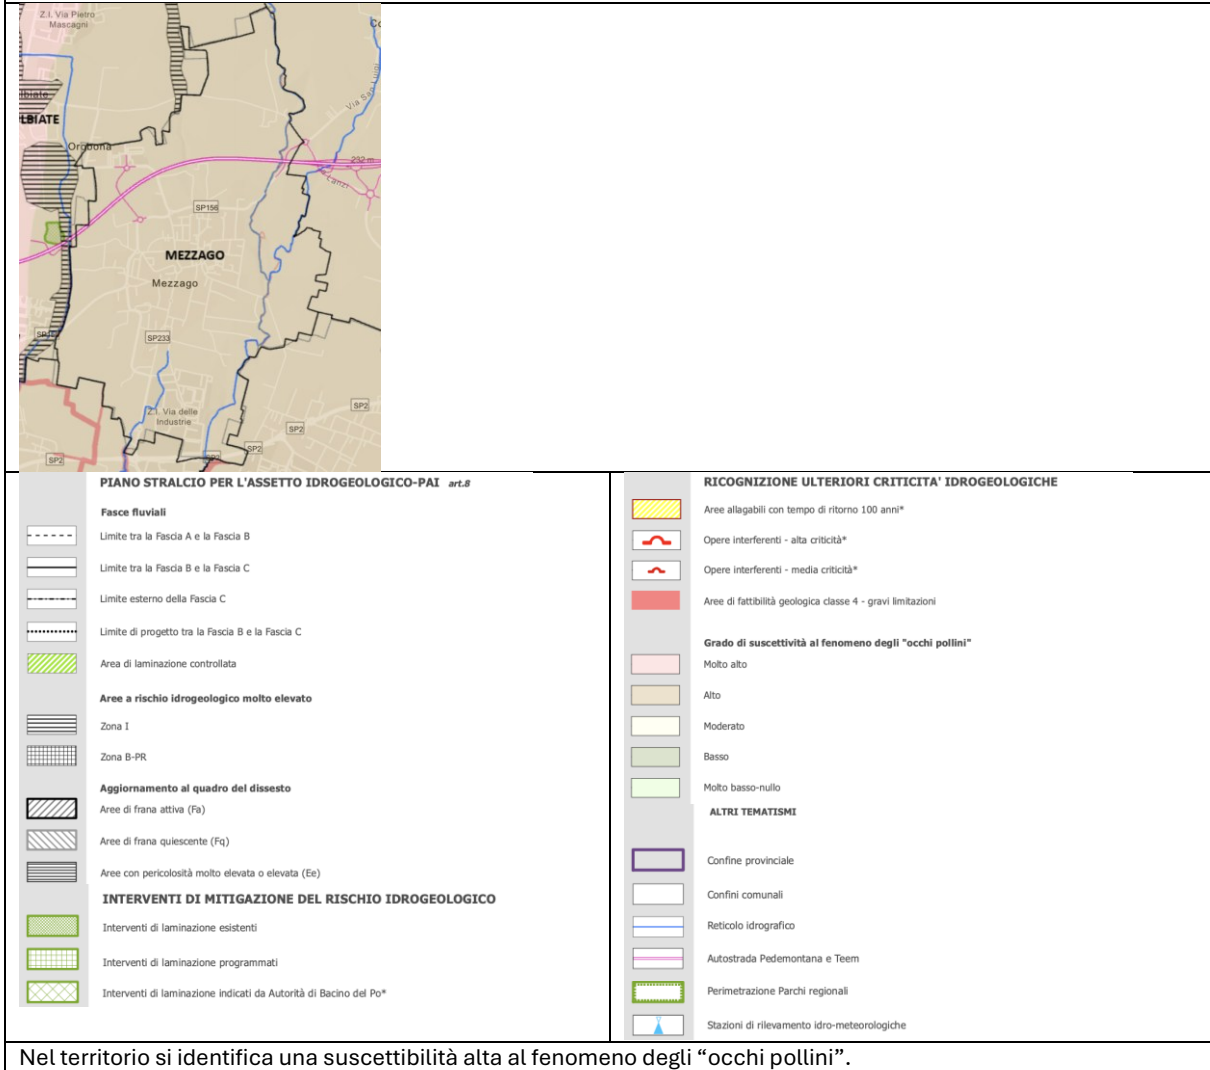 Z.I. Via Pietro
Mascagni
Co
Via San Luigi
lbiate
LBIATE
Orobona
292 m
Lanzi
SP156
MEZZAGO
Mezzago
SP233
Z.I. Via delle
Industrie
SP2
SP2
SP2
SP2
SP2
PIANO STRALCIO PER L'ASSETTO IDROGEOLOGICO-PAI art.8
Fasce fluviali
Limite tra la Fascia A e la Fascia B
Limite tra la Fascia B e la Fascia C
Limite esterno della Fascia C
Limite di progetto tra la Fascia B e la Fascia C
Area di laminazione controllata
Aree a rischio idrogeologico molto elevato
Zona I
Zona B-PR
Aggiornamento al quadro del dissesto
Aree di frana attiva (Fa)
Aree di frana quiescente (Fq)
Aree con pericolosità molto elevata o elevata (Ee)
INTERVENTI DI MITIGAZIONE DEL RISCHIO IDROGEOLOGICO
Interventi di laminazione esistenti
Interventi di laminazione programmati
Interventi di laminazione indicati da Autorità di Bacino del Po*
RICOGNIZIONE ULTERIORI CRITICITA' IDROGEOLOGICHE
Aree allagabili con tempo di ritorno 100 anni*
Opere interferenti - alta criticità*
Opere interferenti - media criticità*
Aree di fattibilità geologica classe 4 - gravi limitazioni
Grado di suscettività al fenomeno degli "occhi pollini"
Molto alto
Alto
Moderato
Basso
Molto basso-nullo
ALTRI TEMATISMI
Confine provinciale
Confini comunali
Reticolo idrografico
Autostrada Pedemontana e Teem
Perimetrazione Parchi regionali
Stazioni di rilevamento idro-meteorologiche
Nel territorio si identifica una suscettibilità alta al fenomeno degli “occhi pollini”.